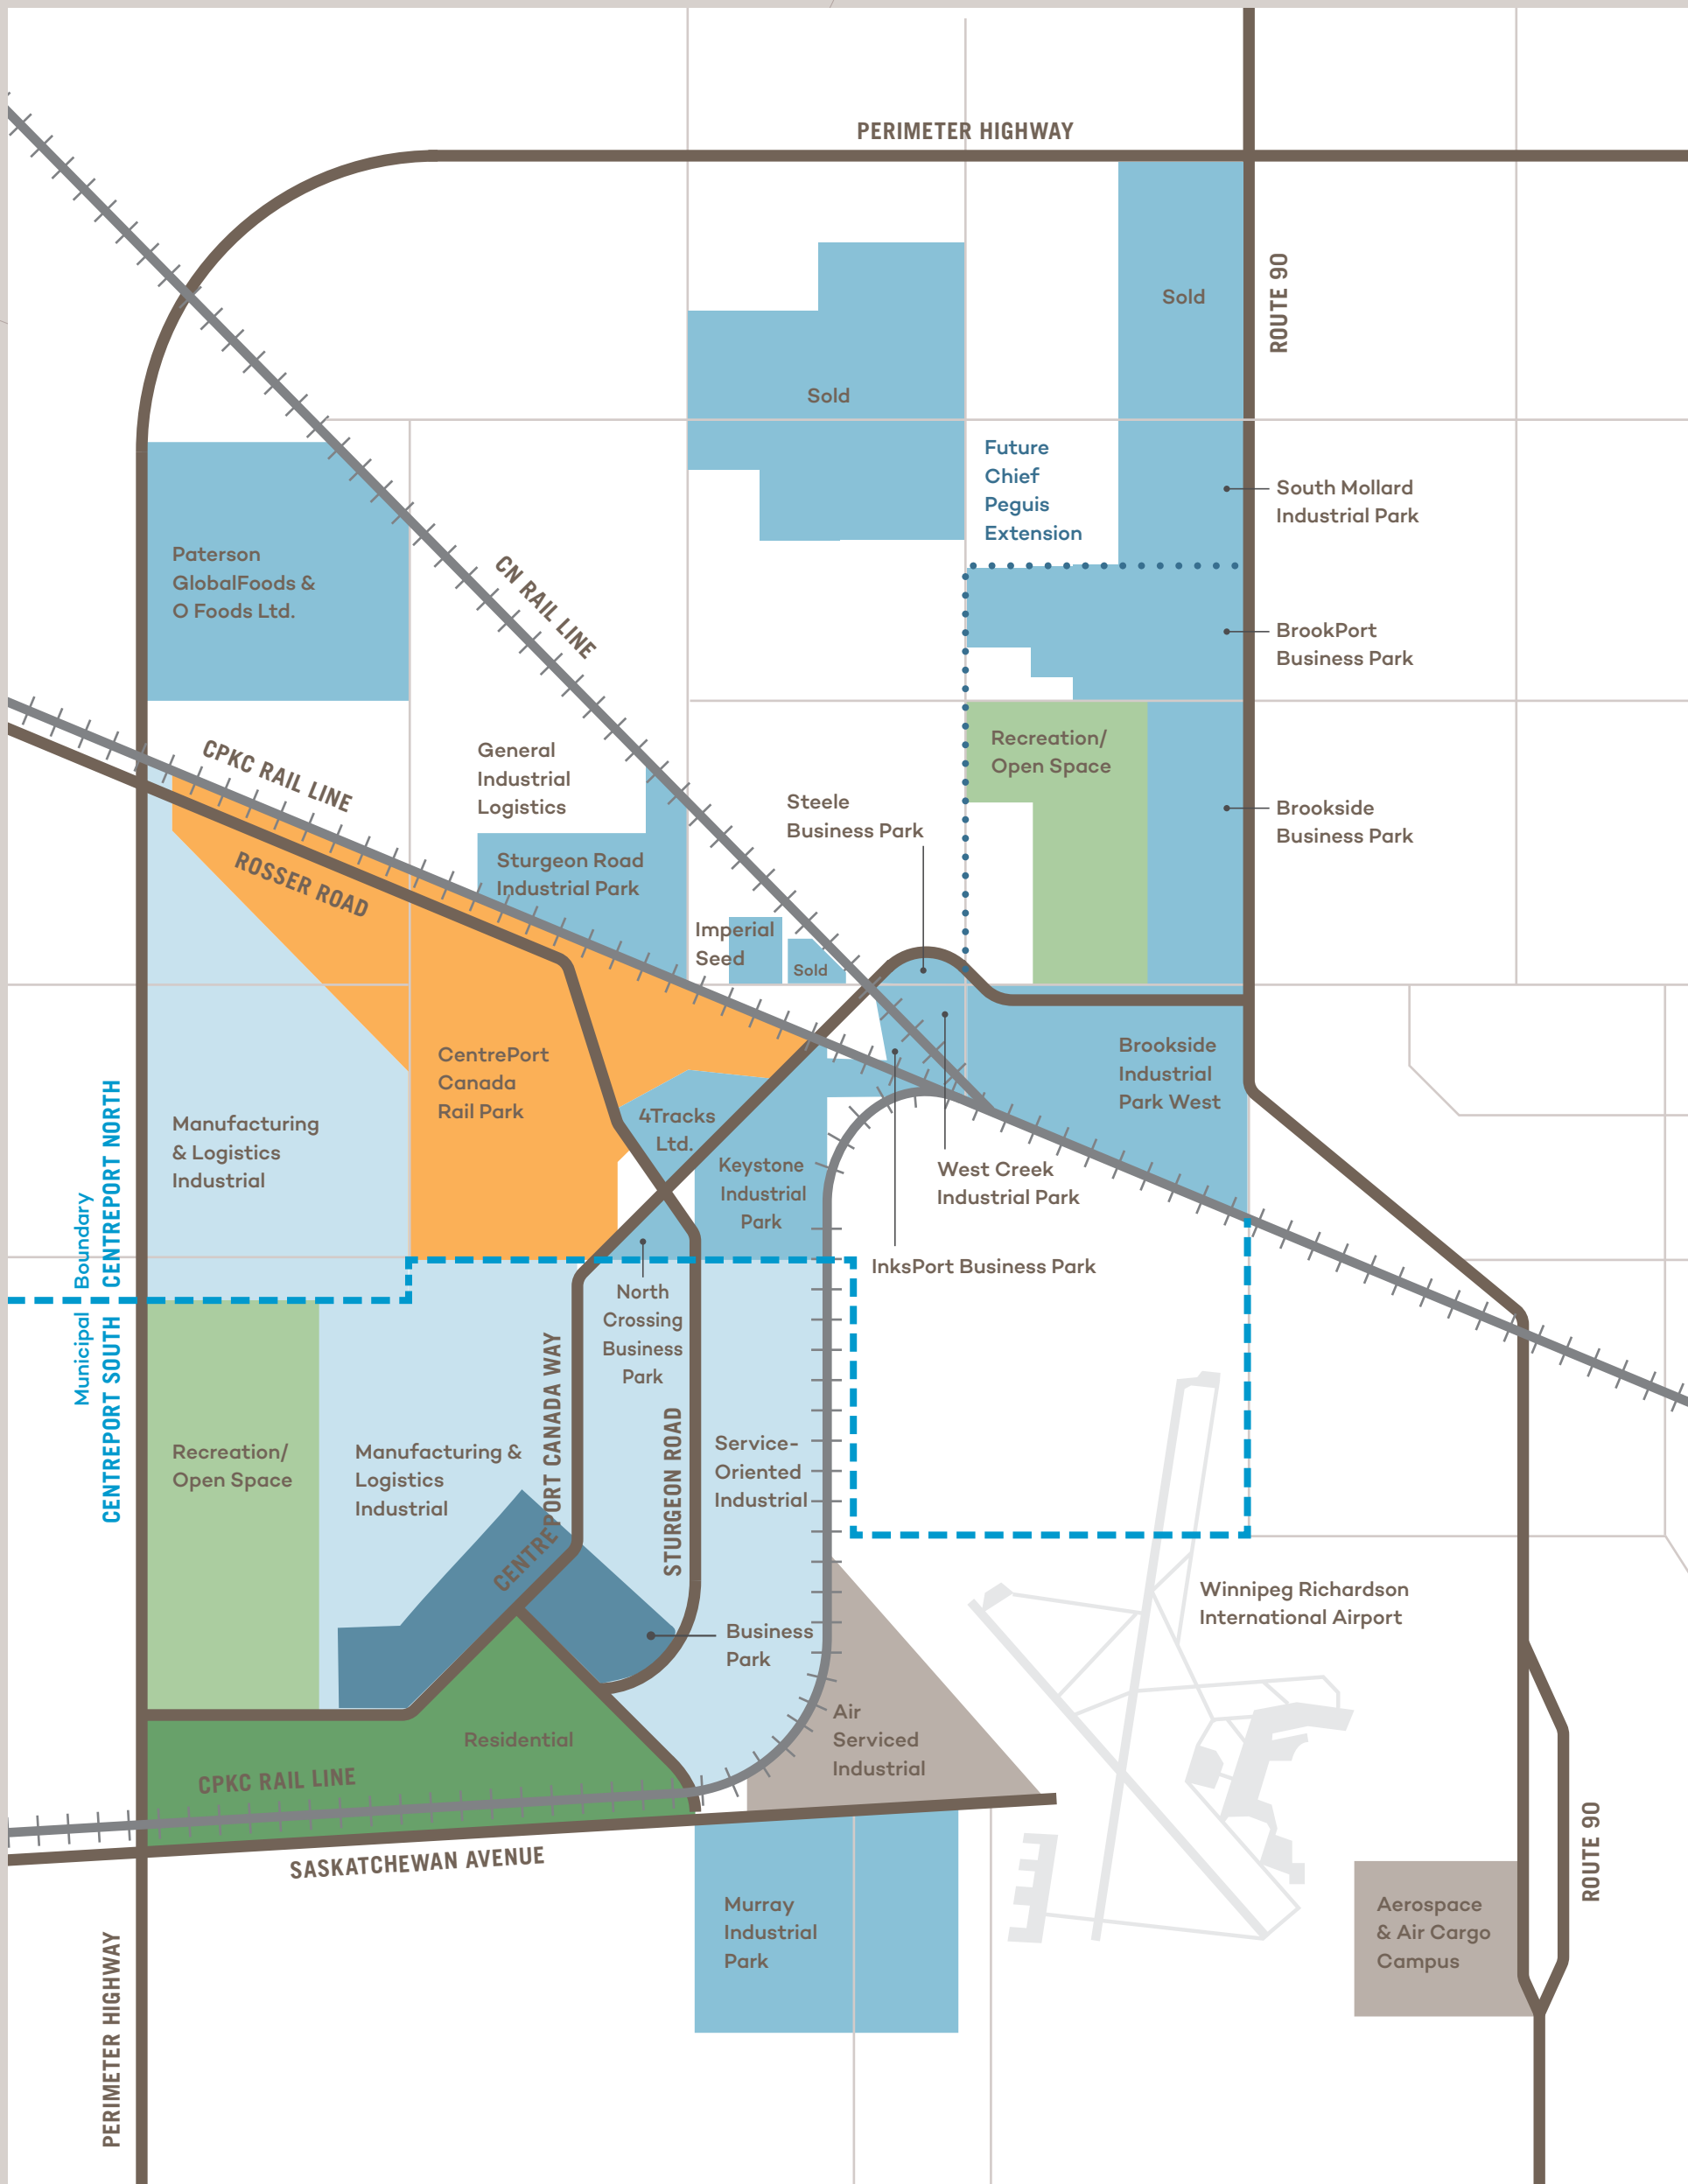 PERIMETER HIGHWAY
ROUTE 90
Sold
Sold
Future
Chief
Peguis
Extension
South Mollard
Industrial Park
Paterson
GlobalFoods &
O Foods Ltd.
CN RAIL LINE
BrookPort
Business Park
CPKC RAIL LINE
General
Industrial
Logistics
Recreation/
Open Space
Steele
Business Park
Brookside
Business Park
ROSSER ROAD
Sturgeon Road
Industrial Park
Imperial
Seed
Sold
CentrePort
Canada
Rail Park
Brookside
Industrial
Park West
4Tracks
Ltd.
Manufacturing
& Logistics
Industrial
Keystone
Industrial
Park
West Creek
Industrial Park
InksPort Business Park
Municipal Boundary
CENTREPORT SOUTH CENTREPORT NORTH
North
Crossing
Business
Park
CENTREPORT CANADA WAY
STURGEON ROAD
Recreation/
Open Space
Manufacturing &
Logistics
Industrial
Service-
Oriented
Industrial
Winnipeg Richardson
International Airport
Business
Park
Air
Serviced
Industrial
Residential
CPKC RAIL LINE
SASKATCHEWAN AVENUE
ROUTE 90
Murray
Industrial
Park
Aerospace
& Air Cargo
Campus
PERIMETER HIGHWAY